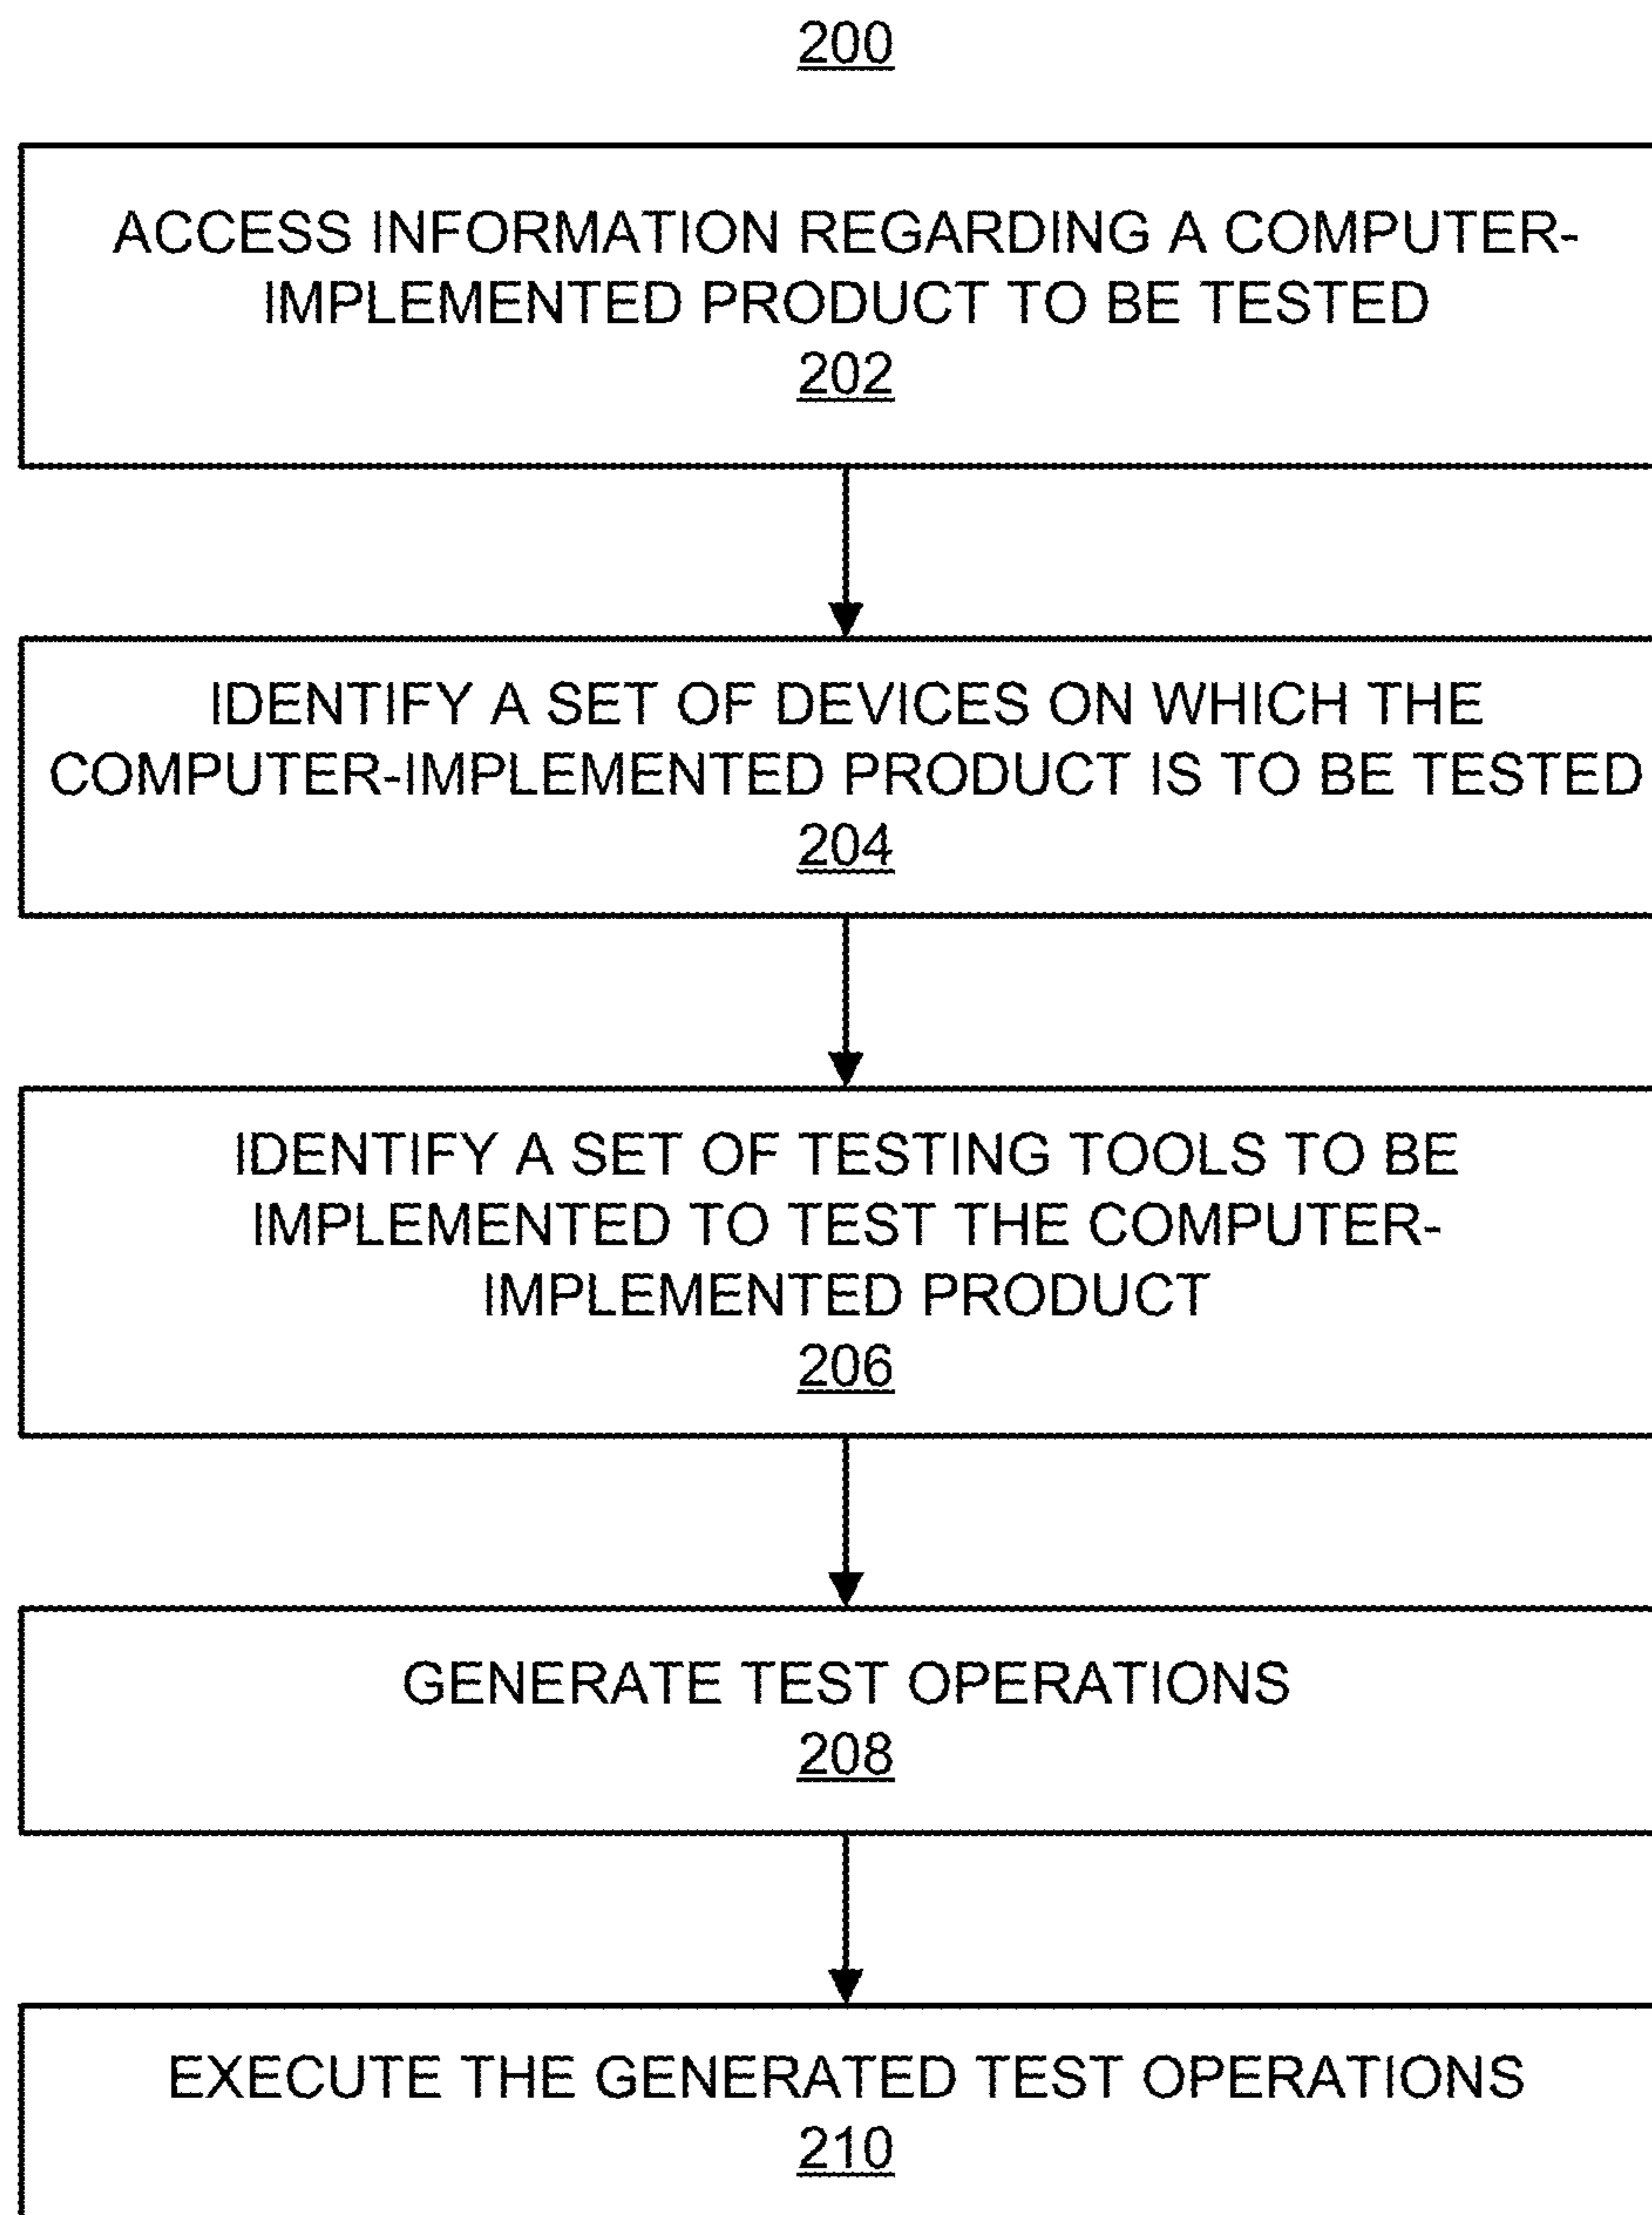 200
ACCESS INFORMATION REGARDING A COMPUTER-
IMPLEMENTED PRODUCT TO BE TESTED
202
IDENTIFY A SET OF DEVICES ON WHICH THE
COMPUTER-IMPLEMENTED PRODUCT IS TO BE TESTED
204
IDENTIFY A SET OF TESTING TOOLS TO BE
IMPLEMENTED TO TEST THE COMPUTER-
IMPLEMENTED PRODUCT
206
GENERATE TEST OPERATIONS
208
EXECUTE THE GENERATED TEST OPERATIONS
210